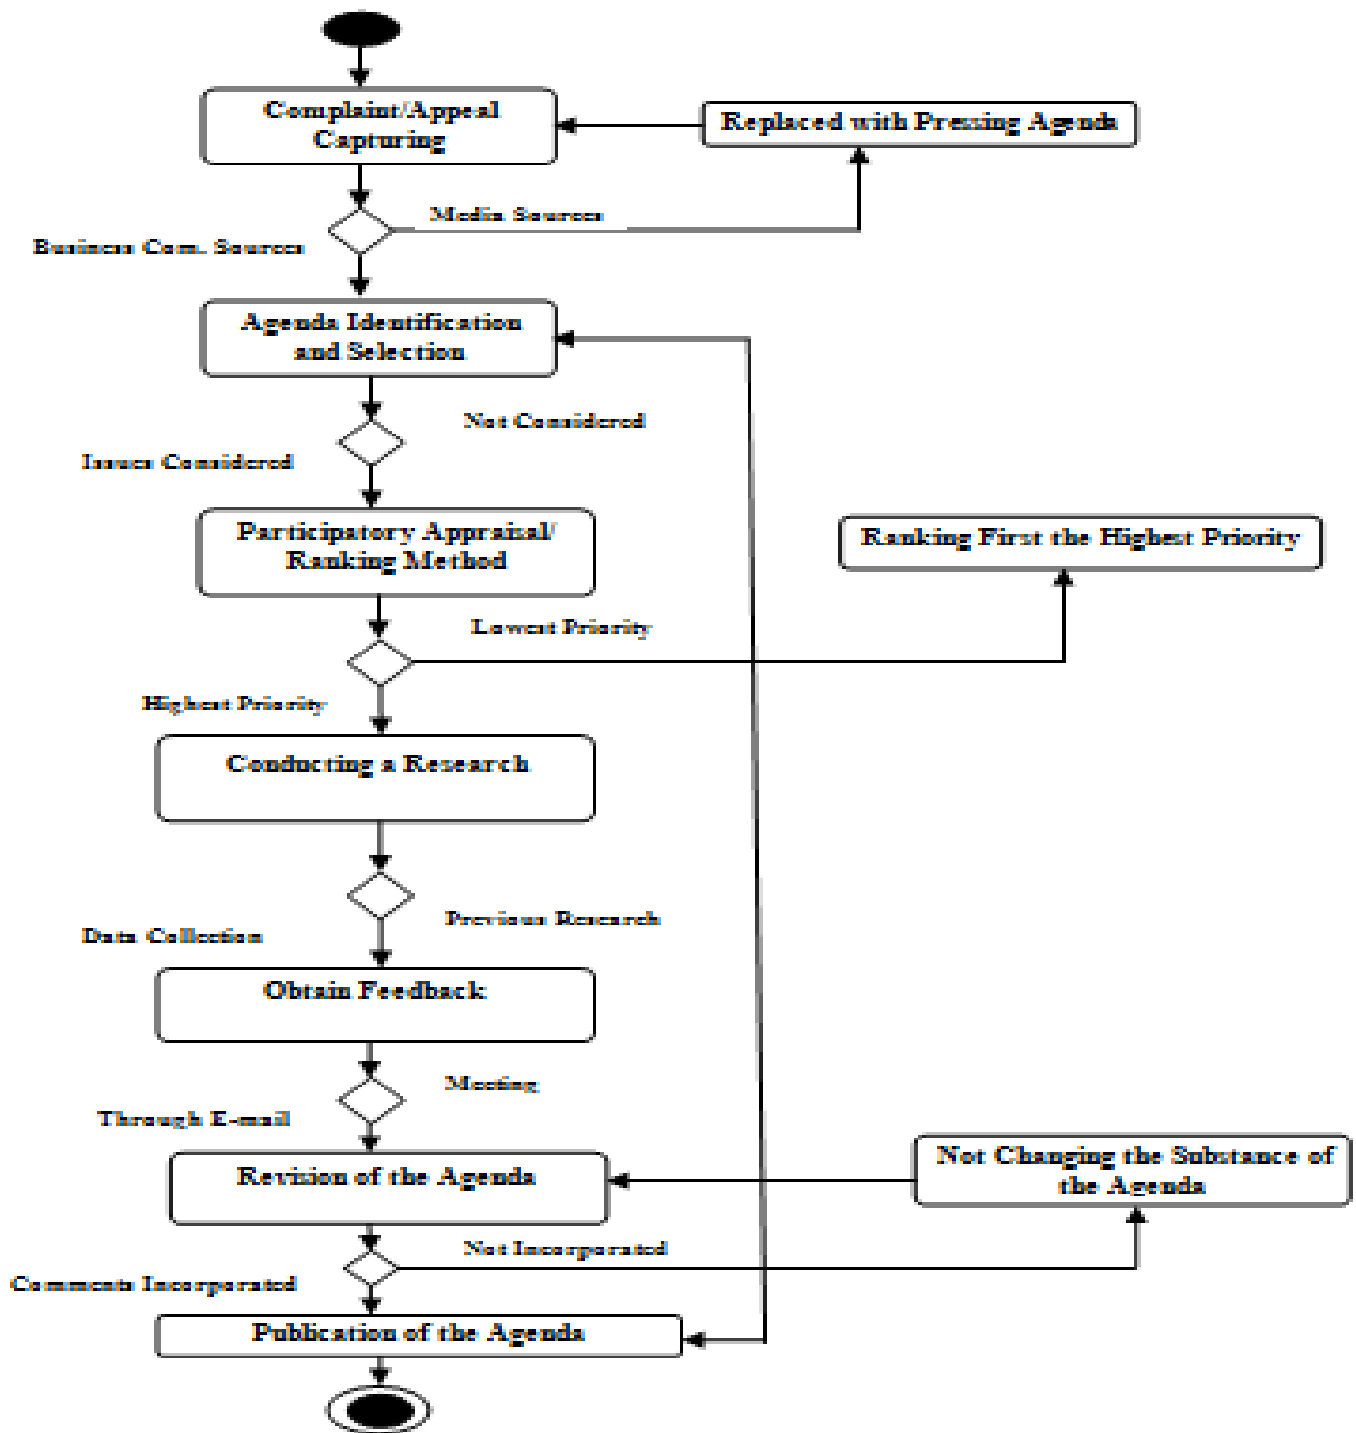 Complaint/Appeal
Capturing
Replaced with Pressing Agenda
Media Sources
Business Com. Sources
Agenda Identification
and Selection
Not Considered
Issues Considered
Participatory Appraisal/
Ranking Method
Ranking First the Highest Priority
Lowest Priority
Highest Priority
Conducting a Research
Previous Research
Data Collection
Obtain Feedback
Meeting
Through E-mail
Revision of the Agenda
Not Changing the Substance of
the Agenda
Not Incorporated
Comments Incorporated
Publication of the Agenda